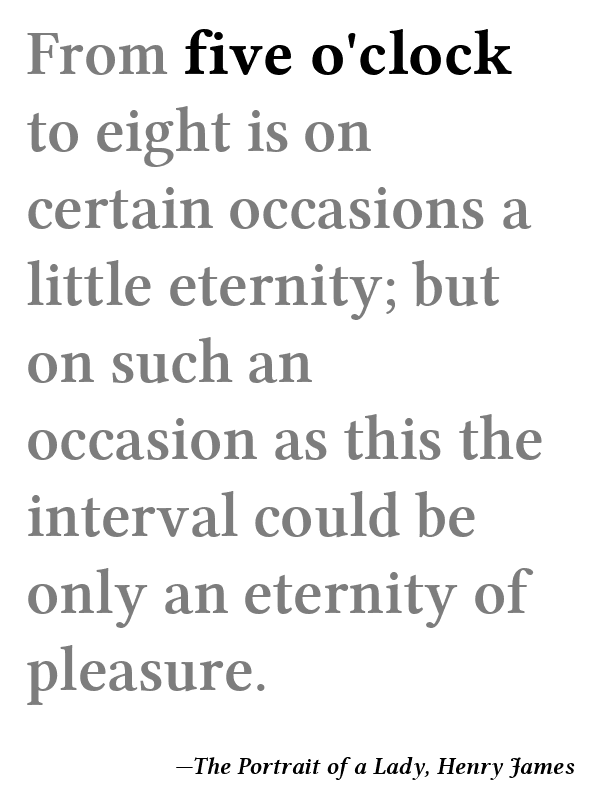 From five o'clock
to eight is on
certain occasions a
little eternity; but
on such an
occasion as this the
interval could be
only an eternity of
pleasure.
—The Portrait of a Lady, Henry James